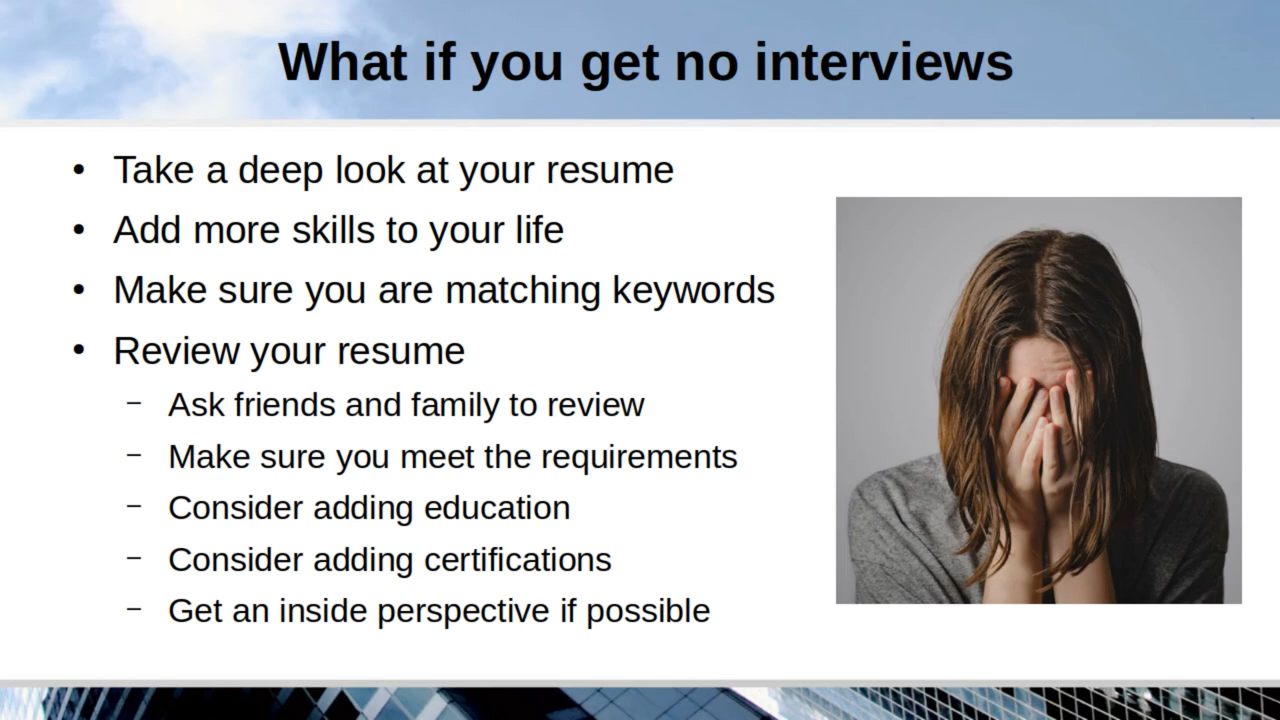 What if you get no interviews
• Take a deep look at your resume
• Add more skills to your life
• Make sure you are matching keywords
• Review your resume
– Ask friends and family to review
– Make sure you meet the requirements
– Consider adding education
– Consider adding certifications
– Get an inside perspective if possible